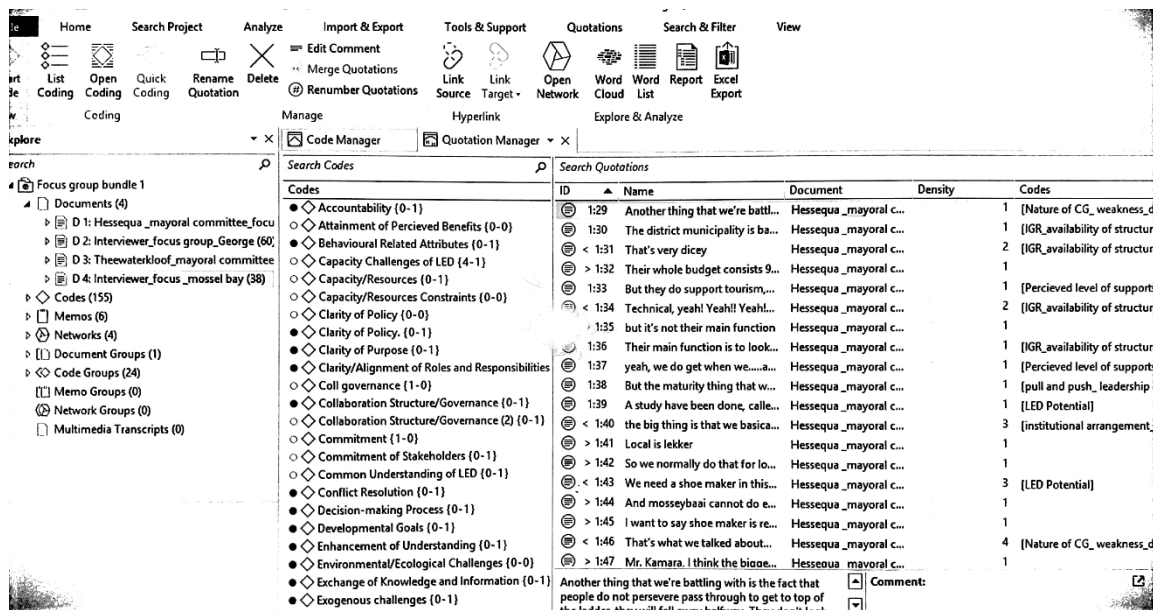 Home Search Project Analyze Import & Export Tools & Support Quotations Search & Filter View
List Coding
Open Coding
Quick Coding
Rename Quotation
Delete
Edit Comment
Merge Quotations
Renumber Quotations
Link Source
Link Target
Open Network
Word Cloud
Word List
Report
Excel Export
Coding Manage Hyperlink Explore & Analyze
Code Manager Quotation Manager
Focus group bundle 1
Documents (4)
D 1: Hessequa _mayoral committee_focu
D 2: Interviewer_focus group_George (60)
D 3: Theewaterkloof_mayoral committee
D 4: Interviewer_focus _mossel bay (38)
Codes (155)
Memos (6)
Networks (4)
Document Groups (1)
Code Groups (24)
Memo Groups (0)
Network Groups (0)
Multimedia Transcripts (0)
Search Codes
Codes
Accountability {0-1}
Attainment of Percieved Benefits {0-0}
Behavioural Related Attributes {0-1}
Capacity Challenges of LED {4-1}
Capacity/Resources {0-1}
Capacity/Resources Constraints {0-0}
Clarity of Policy {0-0}
Clarity of Policy. {0-1}
Clarity of Purpose {0-1}
Clarity/Alignment of Roles and Responsibilities
Coll governance {1-0}
Collaboration Structure/Governance {0-1}
Collaboration Structure/Governance (2) {0-1}
Commitment {1-0}
Commitment of Stakeholders {0-1}
Common Understanding of LED {0-1}
Conflict Resolution {0-1}
Decision-making Process {0-1}
Developmental Goals {0-1}
Enhancement of Understanding {0-1}
Environmental/Ecological Challenges {0-0}
Exchange of Knowledge and Information {0-1}
Exogenous challenges {0-1}
Search Quotations
ID Name Document Density Codes
1:29 Another thing that we're battl... Hessequa _mayoral c... 1 [Nature of CG_ weakness_d
1:30 The district municipality is ba... Hessequa _mayoral c... 1 [IGR_availability of structur
< 1:31 That's very dicey Hessequa _mayoral c... 2 [IGR_availability of structur
> 1:32 Their whole budget consists 9... Hessequa _mayoral c... 1
1:33 But they do support tourism,... Hessequa _mayoral c... 1 [Percieved level of supports
< 1:34 Technical, yeah! Yeah!! Yeah!... Hessequa _mayoral c... 2 [IGR_availability of structur
> 1:35 but it's not their main function Hessequa _mayoral c... 1
1:36 Their main function is to look... Hessequa _mayoral c... 1 [IGR_availability of structur
1:37 yeah, we do get when we.....a... Hessequa _mayoral c... 1 [Percieved level of supports
1:38 But the maturity thing that w... Hessequa _mayoral c... 1 [pull and push_ leadership
1:39 A study have been done, calle... Hessequa _mayoral c... 1 [LED Potential]
< 1:40 the big thing is that we basica... Hessequa _mayoral c... 3 [institutional arrangement_
> 1:41 Local is lekker Hessequa _mayoral c... 1
> 1:42 So we normally do that for lo... Hessequa _mayoral c... 1
< 1:43 We need a shoe maker in this... Hessequa _mayoral c... 3 [LED Potential]
> 1:44 And mosseybaai cannot do e... Hessequa _mayoral c... 1
> 1:45 I want to say shoe maker is re... Hessequa _mayoral c... 1
< 1:46 That's what we talked about... Hessequa _mayoral c... 4 [Nature of CG_ weakness_d
> 1:47 Mr. Kamara. I think the bigge... Hessequa _mayoral c... 1
Another thing that we're battling with is the fact that
people do not persevere pass through to get to top of
Comment: